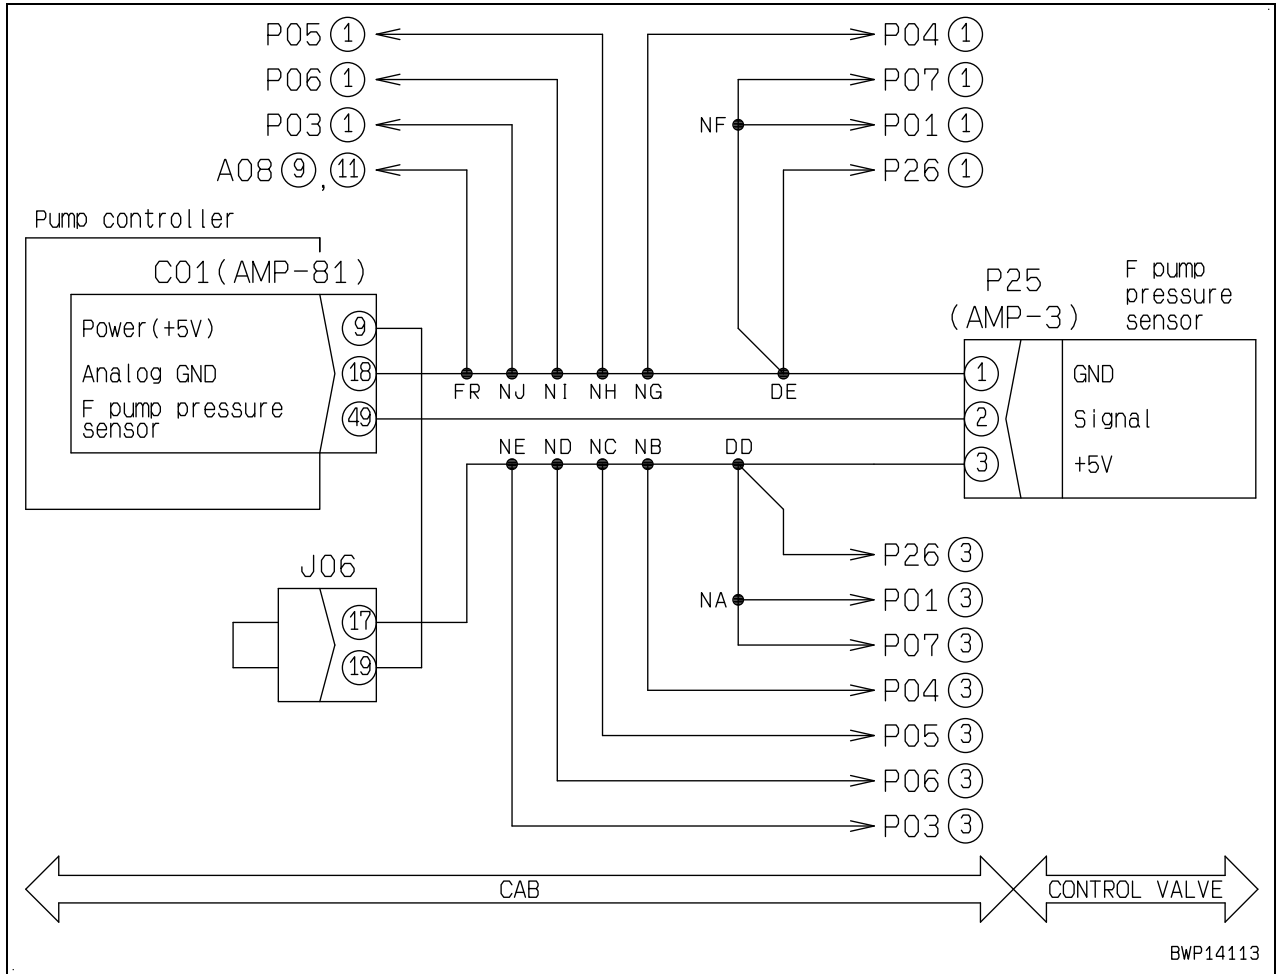 P05 1
P04 1
P06 1
P07 1
P03 1
NF
P01 1
A08 9 , 11
P26 1
Pump controller
C01(AMP-81)
P25
(AMP-3)
F pump
pressure
sensor
Power(+5V)
9
Analog GND
18
F pump pressure
sensor
49
FR NJ NI NH NG DE
1 GND
2 Signal
3 +5V
NE ND NC NB DD
J06
17
19
P26 3
NA
P01 3
P07 3
P04 3
P05 3
P06 3
P03 3
CAB
CONTROL VALVE
BWP14113